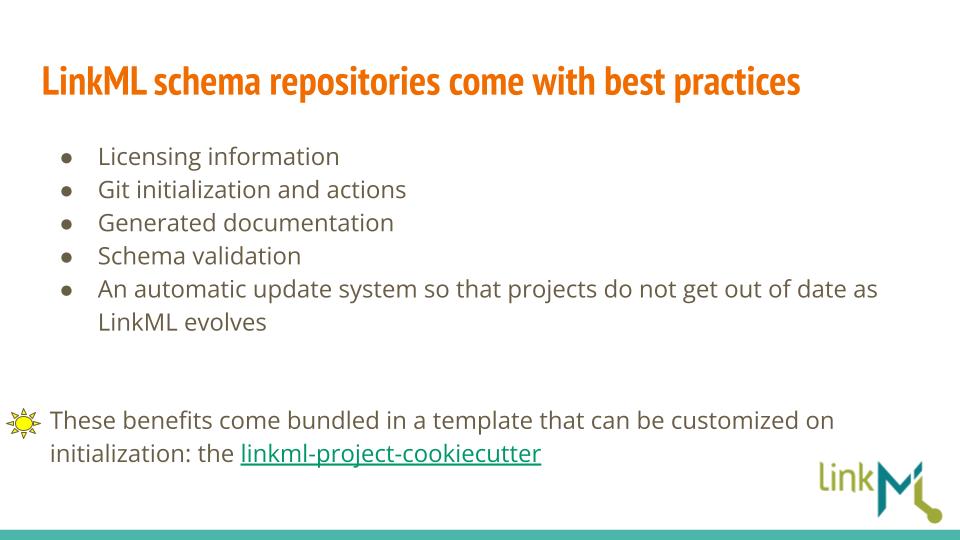 LinkML schema repositories come with best practices
● Licensing information
● Git initialization and actions
● Generated documentation
● Schema validation
● An automatic update system so that projects do not get out of date as
LinkML evolves
These benefits come bundled in a template that can be customized on
initialization: the linkml-project-cookiecutter
linkML